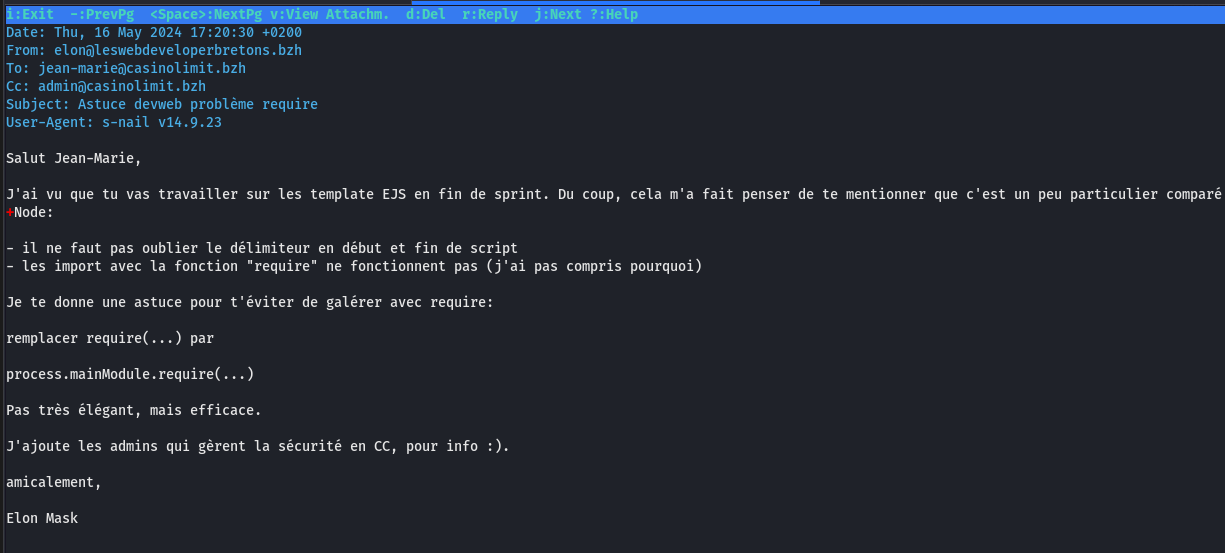 i:Exit  -:PrevPg  <Space>:NextPg v:View Attachm.  d:Del  r:Reply  j:Next ?:Help
Date: Thu, 16 May 2024 17:20:30 +0200
From: elon@leswebdeveloperbretons.bzh
To: jean-marie@casinolimit.bzh
Cc: admin@casinolimit.bzh
Subject: Astuce devweb problème require
User-Agent: s-nail v14.9.23
Salut Jean-Marie,
J'ai vu que tu vas travailler sur les template EJS en fin de sprint. Du coup, cela m'a fait penser de te mentionner que c'est un peu particulier comparé
+Node:
- il ne faut pas oublier le délimiteur en début et fin de script
- les import avec la fonction "require" ne fonctionnent pas (j'ai pas compris pourquoi)
Je te donne une astuce pour t'éviter de galérer avec require:
remplacer require(...) par
process.mainModule.require(...)
Pas très élégant, mais efficace.
J'ajoute les admins qui gèrent la sécurité en CC, pour info :).
amicalement,
Elon Mask